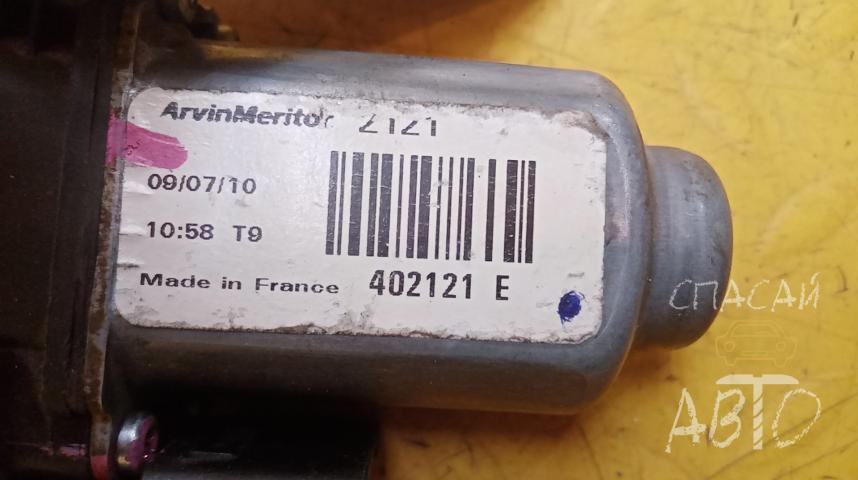 ArvinMeritor 2121
09/07/10
10:58 T9
Made in France 402121 E
СПАСАЙ
АВТО